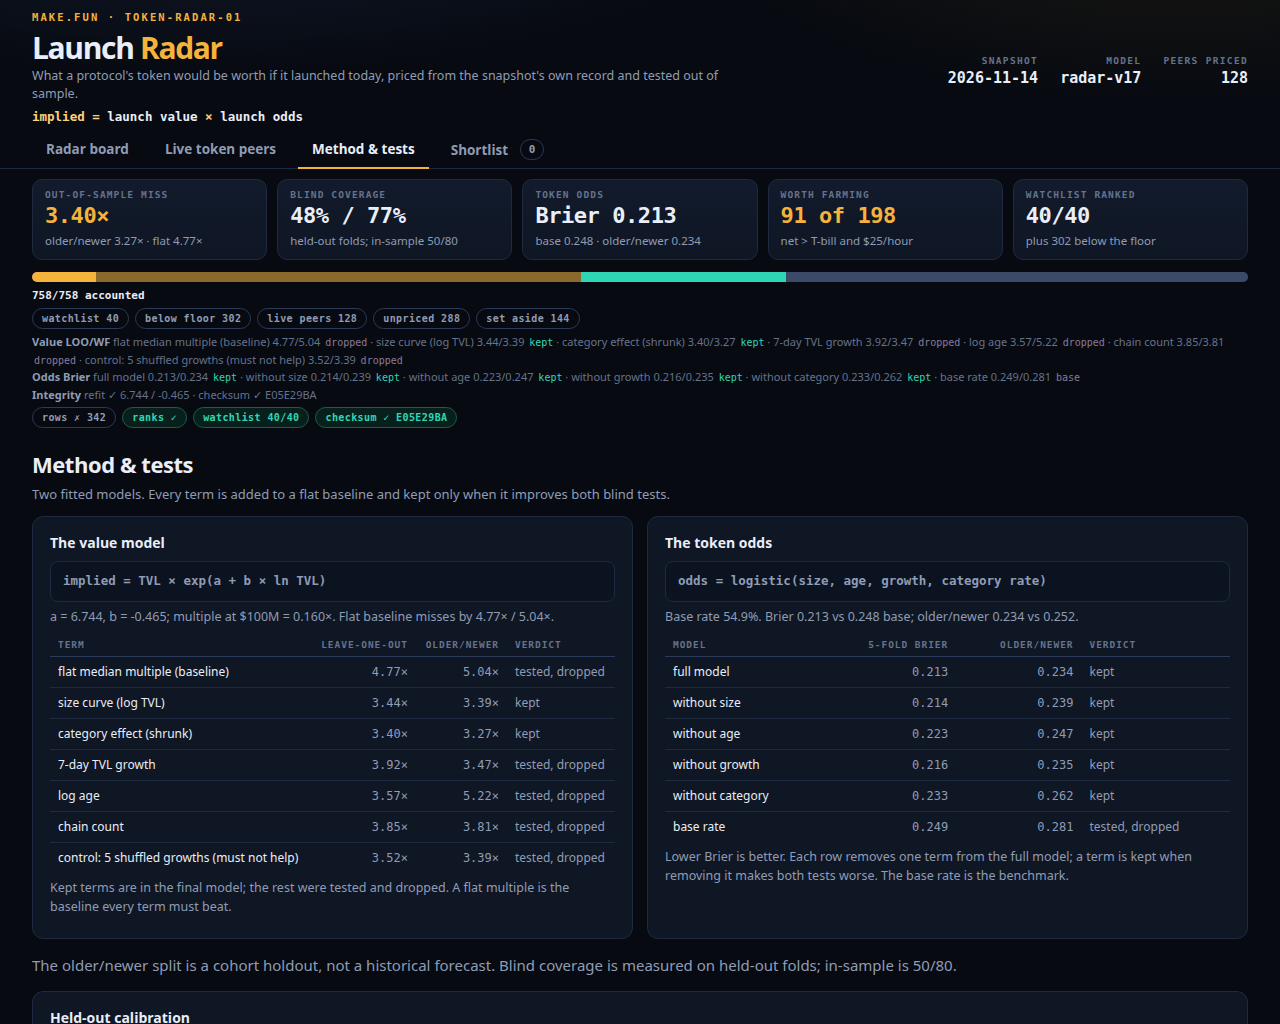 MAKE.FUN · TOKEN-RADAR-01
Launch Radar
What a protocol's token would be worth if it launched today, priced from the snapshot's own record and tested out of
sample.
implied = launch value × launch odds
SNAPSHOT
2026-11-14
MODEL
radar-v17
PEERS PRICED
128
Radar board
Live token peers
Method & tests
Shortlist 0
OUT-OF-SAMPLE MISS
3.40×
older/newer 3.27× · flat 4.77×
BLIND COVERAGE
48% / 77%
held-out folds; in-sample 50/80
TOKEN ODDS
Brier 0.213
base 0.248 · older/newer 0.234
WORTH FARMING
91 of 198
net > T-bill and $25/hour
WATCHLIST RANKED
40/40
plus 302 below the floor
758/758 accounted
watchlist 40
below floor 302
live peers 128
unpriced 288
set aside 144
Value LOO/WF flat median multiple (baseline) 4.77/5.04 dropped · size curve (log TVL) 3.44/3.39 kept · category effect (shrunk) 3.40/3.27 kept · 7-day TVL growth 3.92/3.47 dropped · log age 3.57/5.22 dropped · chain count 3.85/3.81
dropped · control: 5 shuffled growths (must not help) 3.52/3.39 dropped
Odds Brier full model 0.213/0.234 kept · without size 0.214/0.239 kept · without age 0.223/0.247 kept · without growth 0.216/0.235 kept · without category 0.233/0.262 kept · base rate 0.249/0.281 base
Integrity refit ✓ 6.744 / -0.465 · checksum ✓ E05E29BA
rows ✗ 342
ranks ✓
watchlist 40/40
checksum ✓ E05E29BA
Method & tests
Two fitted models. Every term is added to a flat baseline and kept only when it improves both blind tests.
The value model
implied = TVL × exp(a + b × ln TVL)
a = 6.744, b = -0.465; multiple at $100M = 0.160×. Flat baseline misses by 4.77× / 5.04×.
TERM LEAVE-ONE-OUT OLDER/NEWER VERDICT
flat median multiple (baseline) 4.77× 5.04× tested, dropped
size curve (log TVL) 3.44× 3.39× kept
category effect (shrunk) 3.40× 3.27× kept
7-day TVL growth 3.92× 3.47× tested, dropped
log age 3.57× 5.22× tested, dropped
chain count 3.85× 3.81× tested, dropped
control: 5 shuffled growths (must not help) 3.52× 3.39× tested, dropped
Kept terms are in the final model; the rest were tested and dropped. A flat multiple is the
baseline every term must beat.
The token odds
odds = logistic(size, age, growth, category rate)
Base rate 54.9%. Brier 0.213 vs 0.248 base; older/newer 0.234 vs 0.252.
MODEL 5-FOLD BRIER OLDER/NEWER VERDICT
full model 0.213 0.234 kept
without size 0.214 0.239 kept
without age 0.223 0.247 kept
without growth 0.216 0.235 kept
without category 0.233 0.262 kept
base rate 0.249 0.281 tested, dropped
Lower Brier is better. Each row removes one term from the full model; a term is kept when
removing it makes both tests worse. The base rate is the benchmark.
The older/newer split is a cohort holdout, not a historical forecast. Blind coverage is measured on held-out folds; in-sample is 50/80.
Held-out calibration